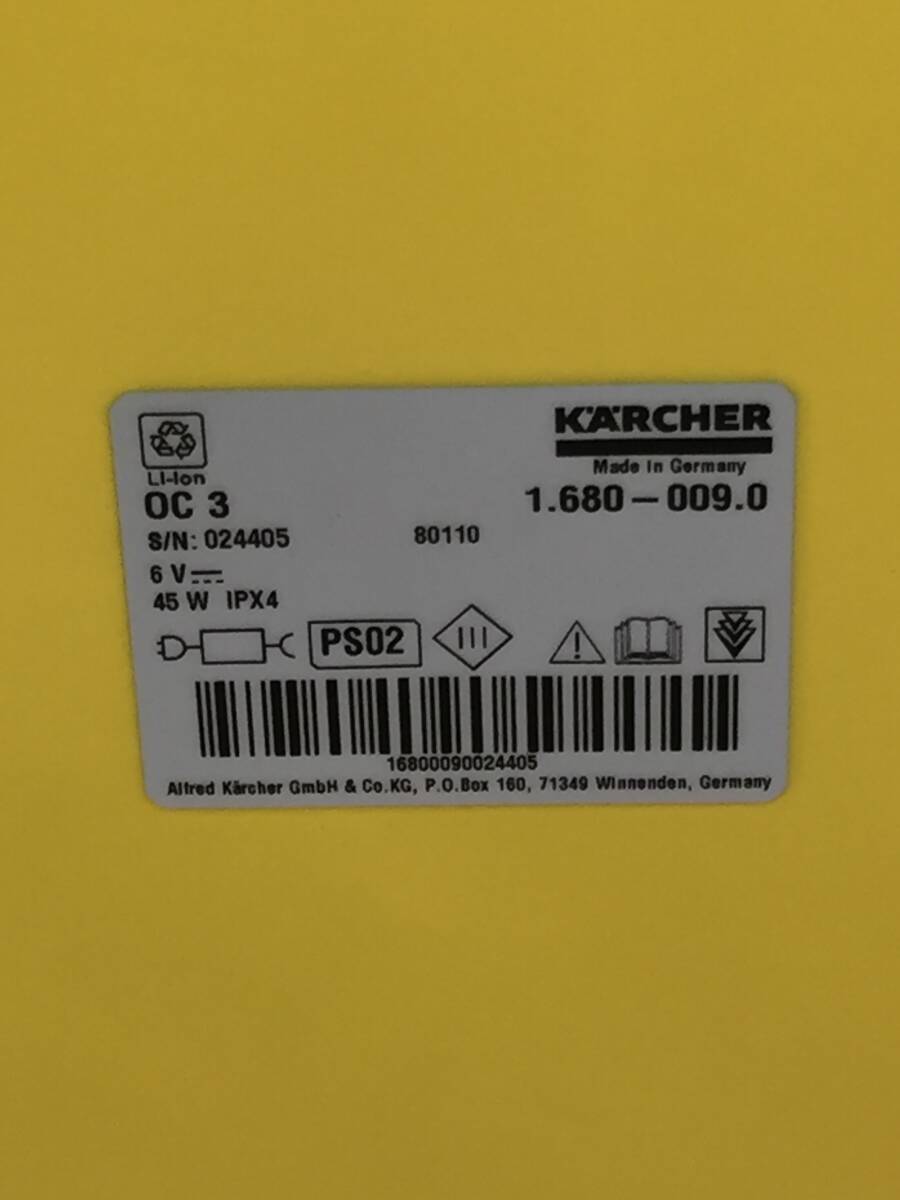 KÄRCHER
Made in Germany
Li-Ion
OC 3
1.680-009.0
S/N: 024405 80110
6 V
45 W IPX4
PS02
16800090024405
Alfred Kärcher GmbH & Co.KG, P.O.Box 160, 71349 Winnenden, Germany